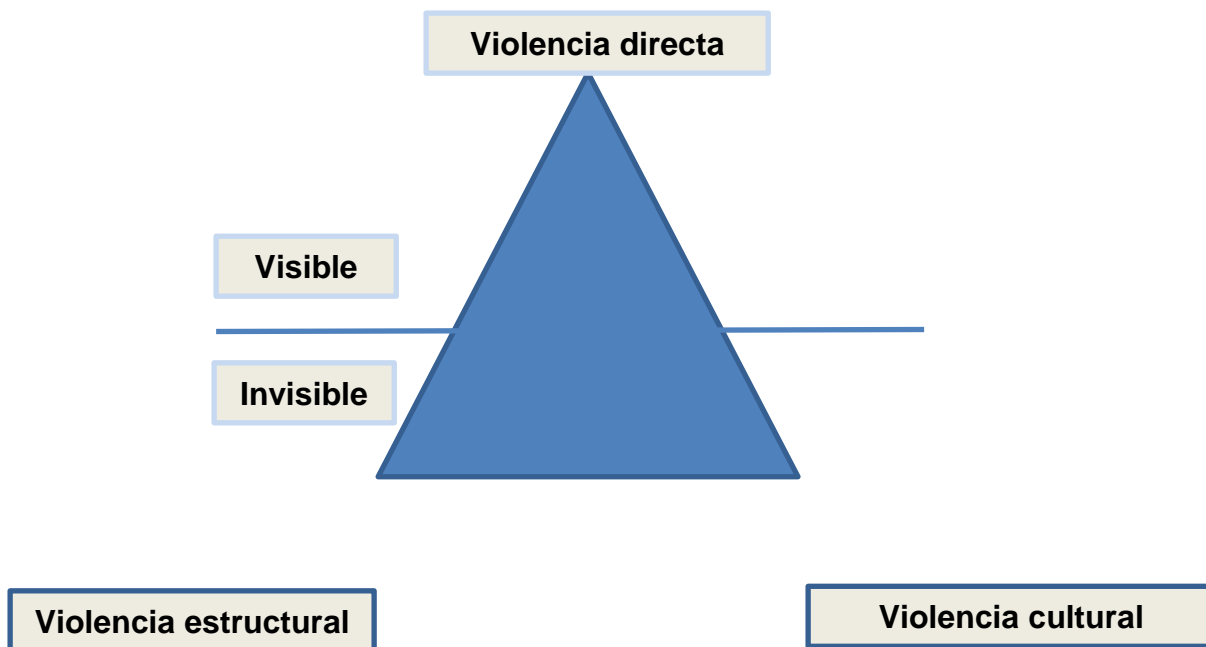 Violencia directa
Visible
Invisible
Violencia estructural
Violencia cultural